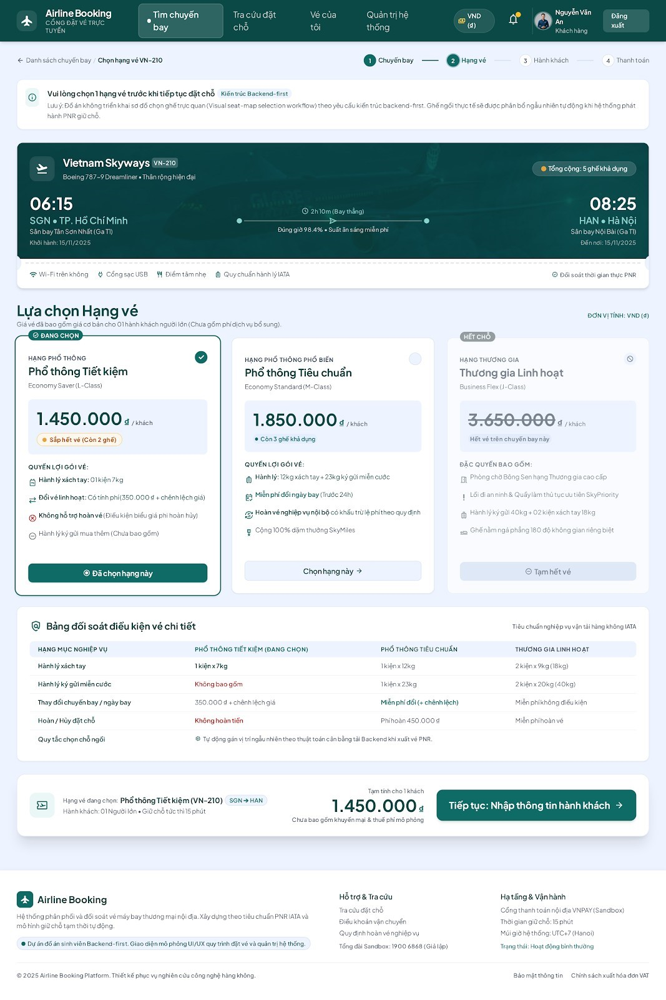 Airline Booking
CỔNG ĐẶT VÉ TRỰC TUYẾN
Tìm chuyến bay
Tra cứu đặt chỗ
Vé của tôi
Quản trị hệ thống
VND (₫)
Nguyễn Văn An
Khách hàng
Đăng xuất
← Danh sách chuyến bay / Chọn hạng vé VN-210
1 Chuyến bay
2 Hạng vé
3 Hành khách
4 Thanh toán
Vui lòng chọn 1 hạng vé trước khi tiếp tục đặt chỗ Kiến trúc Backend-first
Lưu ý: Đồ án không triển khai sơ đồ chọn ghế trực quan (Visual seat-map selection workflow) theo yêu cầu kiến trúc backend-first. Ghế ngồi thực tế sẽ được phân bổ ngẫu nhiên tự động khi hệ thống phát
hành PNR giữ chỗ.
Vietnam Skyways VN-210
Boeing 787-9 Dreamliner • Thân rộng hiện đại
Tổng cộng: 5 ghế khả dụng
06:15
SGN • TP. Hồ Chí Minh
Sân bay Tân Sơn Nhất (Ga T1)
Khởi hành: 15/11/2025
2h 10m (Bay thẳng)
Đúng giờ 98.4% • Suất ăn sáng miễn phí
08:25
HAN • Hà Nội
Sân bay Nội Bài (Ga T1)
Đến nơi: 15/11/2025
Wi-Fi trên không
Cổng sạc USB
Điểm tâm nhẹ
Quy chuẩn hành lý IATA
Đối soát thời gian thực PNR
Lựa chọn Hạng vé
Giá vé đã bao gồm giá cơ bản cho 01 hành khách người lớn (Chưa gồm phí dịch vụ bổ sung).
ĐƠN VỊ TÍNH: VND (₫)
ĐANG CHỌN
HẠNG PHỔ THÔNG
Phổ thông Tiết kiệm
Economy Saver (L-Class)
1.450.000 ₫ / khách
Sắp hết vé (Còn 2 ghế)
QUYỀN LỢI GÓI VÉ:
Hành lý xách tay: 01 kiện 7kg
Đổi vé linh hoạt: Có tính phí (350.000 ₫ + chênh lệch giá)
Không hỗ trợ hoàn vé (Điều kiện biểu giá phi hoàn hủy)
Hành lý ký gửi mua thêm (Chưa bao gồm)
Đã chọn hạng này
HẠNG PHỔ THÔNG PHỔ BIẾN
Phổ thông Tiêu chuẩn
Economy Standard (M-Class)
1.850.000 ₫ / khách
Còn 3 ghế khả dụng
QUYỀN LỢI GÓI VÉ:
Hành lý: 12kg xách tay + 23kg ký gửi miễn cước
Miễn phí đổi ngày bay (Trước 24h)
Hoàn vé nghiệp vụ nội bộ có khấu trừ lệ phí theo quy định
Cộng 100% dặm thưởng SkyMiles
Chọn hạng này →
HẾT CHỖ
HẠNG THƯƠNG GIA
Thương gia Linh hoạt
Business Flex (J-Class)
3.650.000 ₫ / khách
Hết vé trên chuyến bay này
ĐẶC QUYỀN BAO GỒM:
Phòng chờ Bông Sen hạng Thương gia cao cấp
Lối đi an ninh & Quầy làm thủ tục ưu tiên SkyPriority
Hành lý ký gửi 40kg + 02 kiện xách tay 18kg
Ghế nằm ngả phẳng 180 độ không gian riêng biệt
Tạm hết vé
Bảng đối soát điều kiện vé chi tiết
Tiêu chuẩn nghiệp vụ vận tải hàng không IATA
HẠNG MỤC NGHIỆP VỤ PHỔ THÔNG TIẾT KIỆM (ĐANG CHỌN) PHỔ THÔNG TIÊU CHUẨN THƯƠNG GIA LINH HOẠT
Hành lý xách tay 1 kiện x 7kg 1 kiện x 12kg 2 kiện x 9kg (18kg)
Hành lý ký gửi miễn cước Không bao gồm 1 kiện x 23kg 2 kiện x 20kg (40kg)
Thay đổi chuyến bay / ngày bay 350.000 ₫ + chênh lệch giá Miễn phí đổi (+ chênh lệch) Miễn phí không điều kiện
Hoàn / Hủy đặt chỗ Không hoàn tiền Phí hoàn 450.000 ₫ Miễn phí hoàn vé
Quy tắc chọn chỗ ngồi Tự động gán vị trí ngẫu nhiên theo thuật toán cân bằng tải Backend khi xuất vé PNR.
Hạng vé đang chọn: Phổ thông Tiết kiệm (VN-210) SGN → HAN
Hành khách: 01 Người lớn • Giữ chỗ tức thì 15 phút
Tạm tính cho 1 khách
1.450.000 ₫
Chưa bao gồm khuyến mại & thuế phí mô phỏng
Tiếp tục: Nhập thông tin hành khách →
Airline Booking
Hệ thống phân phối và đối soát vé máy bay thương mại nội địa. Xây dựng theo tiêu chuẩn PNR IATA và
mô hình giữ chỗ tạm thời tự động.
Dự án đồ án sinh viên Backend-first. Giao diện mô phỏng UI/UX quy trình đặt vé và quản trị hệ thống.
Hỗ trợ & Tra cứu
Tra cứu đặt chỗ
Điều khoản vận chuyển
Quy định hoàn vé nghiệp vụ
Tổng đài Sandbox: 1900 6868 (Giả lập)
Hạ tầng & Vận hành
Cổng thanh toán nội địa VNPAY (Sandbox)
Thời gian giữ chỗ: 15 phút
Múi giờ hệ thống: UTC+7 (Hanoi)
Trạng thái: Hoạt động bình thường
© 2025 Airline Booking Platform. Thiết kế phục vụ nghiên cứu công nghệ hàng không.
Bảo mật thông tin
Chính sách xuất hóa đơn VAT